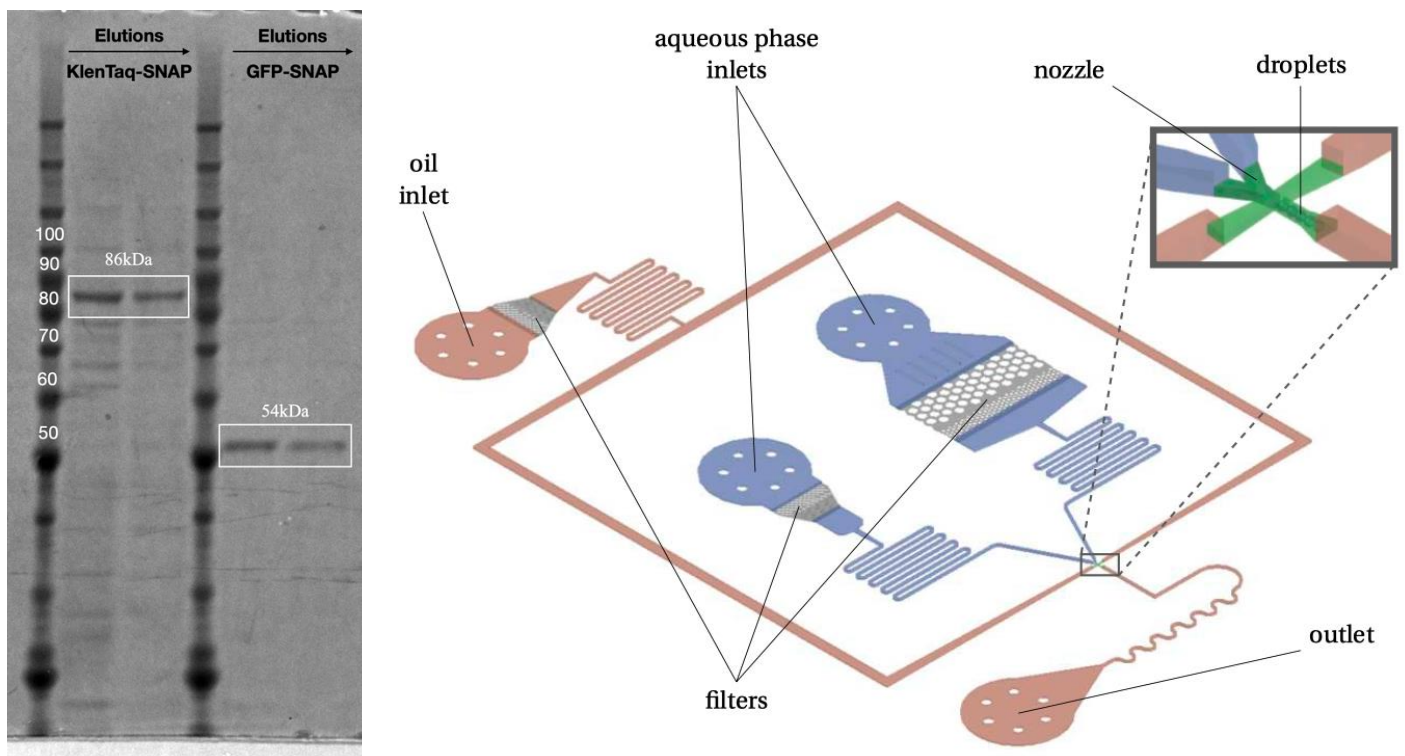 Elutions
KlenTaq-SNAP
Elutions
GFP-SNAP
100
90
86kDa
80
70
60
54kDa
50
aqueous phase
inlets
nozzle
droplets
oil
inlet
outlet
filters